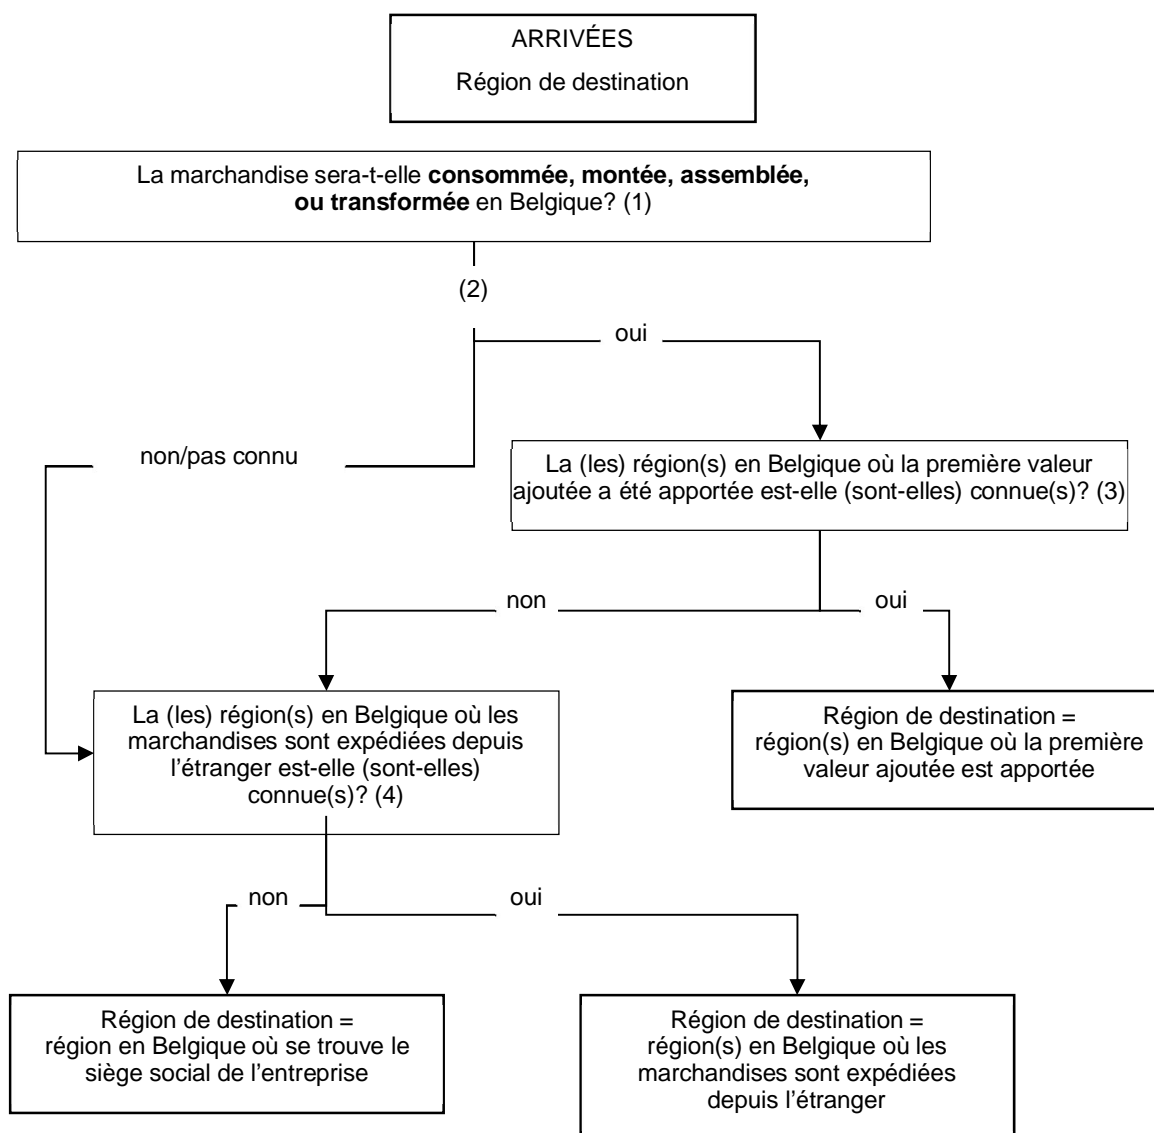 ARRIVÉES
Région de destination
La marchandise sera-t-elle consommée, montée, assemblée,
ou transformée en Belgique? (1)
(2)
oui
non/pas connu
La (les) région(s) en Belgique où la première valeur
ajoutée a été apportée est-elle (sont-elles) connue(s)? (3)
non
oui
La (les) région(s) en Belgique où les
marchandises sont expédiées depuis
l’étranger est-elle (sont-elles)
connue(s)? (4)
Région de destination =
région(s) en Belgique où la première
valeur ajoutée est apportée
non
oui
Région de destination =
région en Belgique où se trouve le
siège social de l’entreprise
Région de destination =
région(s) en Belgique où les
marchandises sont expédiées
depuis l’étranger